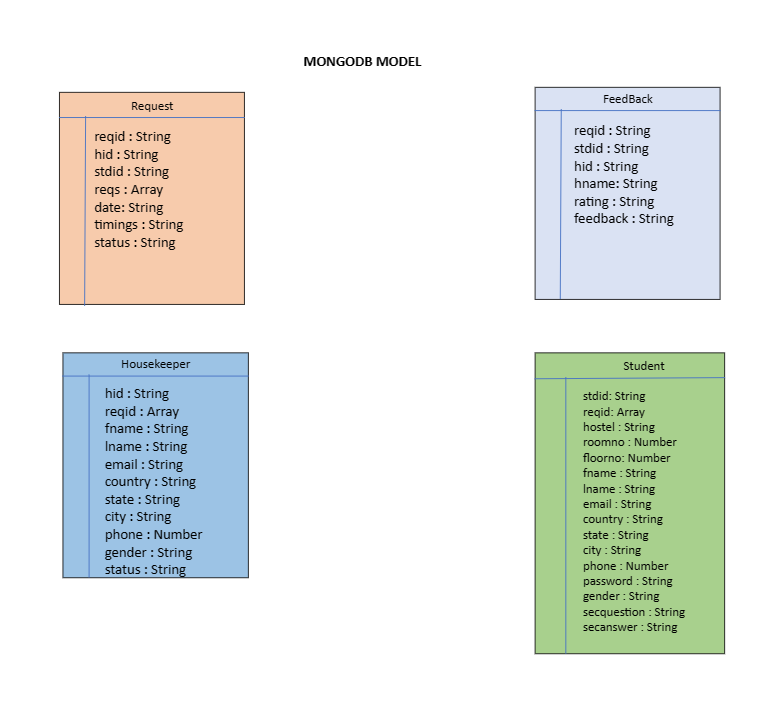 MONGODB MODEL
Request
reqid : String
hid : String
stdid : String
reqs : Array
date: String
timings : String
status : String
FeedBack
reqid : String
stdid : String
hid : String
hname: String
rating : String
feedback : String
Housekeeper
hid : String
reqid : Array
fname : String
lname : String
email : String
country : String
state : String
city : String
phone : Number
gender : String
status : String
Student
stdid: String
reqid: Array
hostel : String
roomno : Number
floorno: Number
fname : String
lname : String
email : String
country : String
state : String
city : String
phone : Number
password : String
gender : String
secquestion : String
secanswer : String